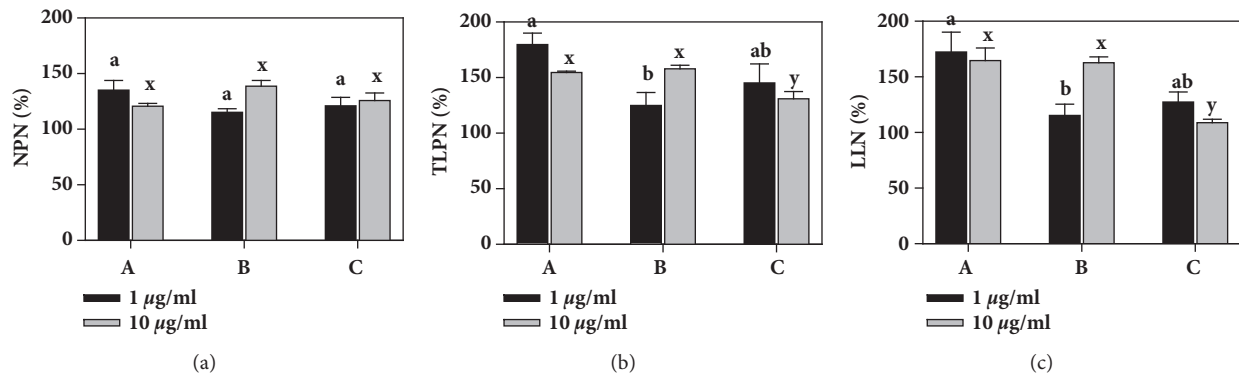 200
150
100
50
0
NPN (%)
a
x
a
x
a
x
A B C
1 µg/ml
10 µg/ml
(a)
200
150
100
50
0
TLPN (%)
a
x
b
x
ab
y
A B C
1 µg/ml
10 µg/ml
(b)
200
150
100
50
0
LLN (%)
a
x
b
x
ab
y
A B C
1 µg/ml
10 µg/ml
(c)